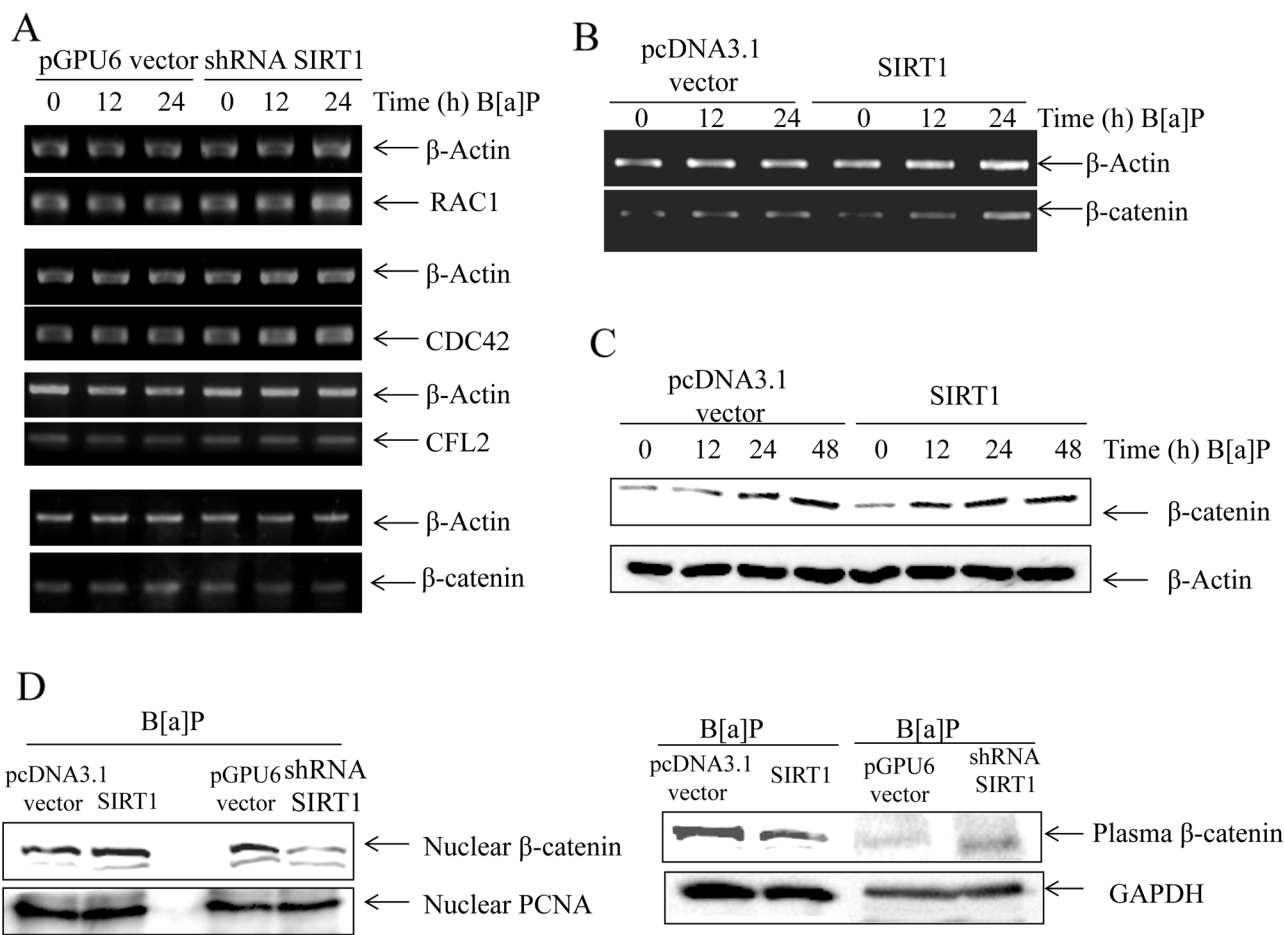 A
pGPU6 vector shRNA SIRT1
0 12 24 0 12 24 Time (h) B[a]P
β-Actin
RAC1
β-Actin
CDC42
β-Actin
CFL2
β-Actin
β-catenin
B
pcDNA3.1
vector
SIRT1
0 12 24 0 12 24 Time (h) B[a]P
β-Actin
β-catenin
C
pcDNA3.1
vector
SIRT1
0 12 24 48 0 12 24 48 Time (h) B[a]P
β-catenin
β-Actin
D
B[a]P
pcDNA3.1
vector
SIRT1
pGPU6
vector
shRNA
SIRT1
Nuclear β-catenin
Nuclear PCNA
B[a]P
B[a]P
pcDNA3.1
vector
SIRT1
pGPU6
vector
shRNA
SIRT1
Plasma β-catenin
GAPDH